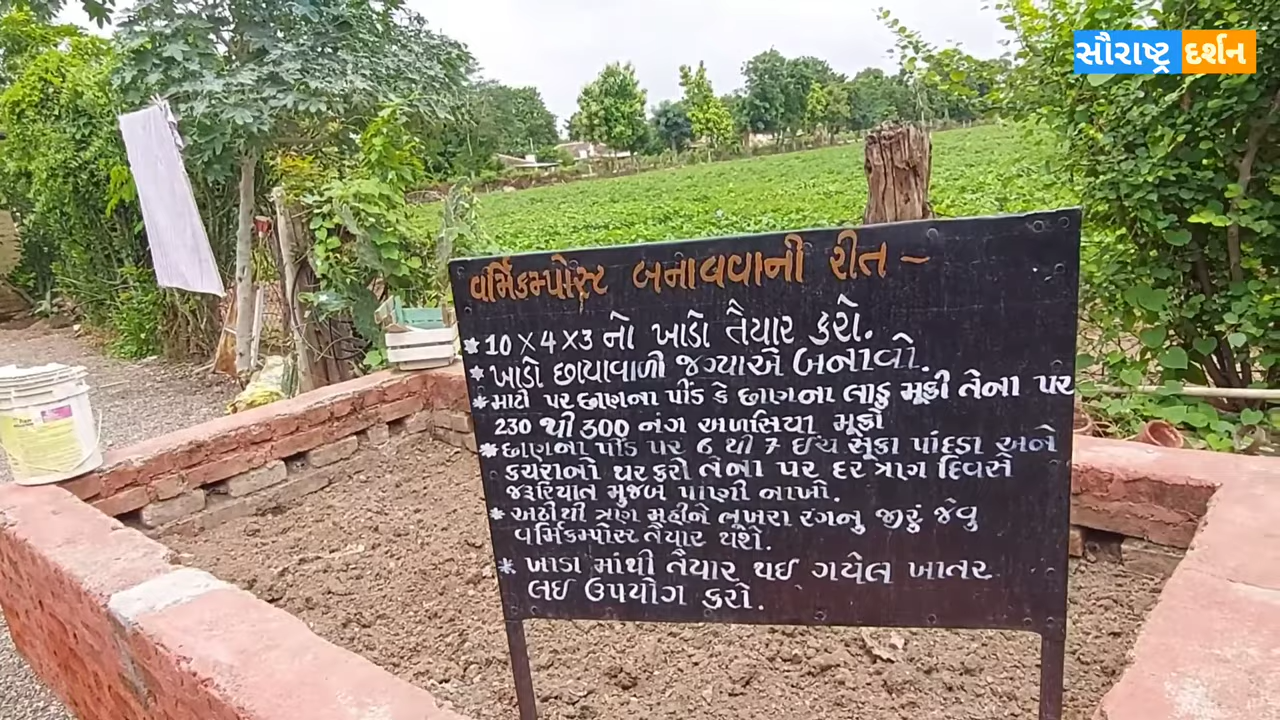 સૌરાષ્ટ્ર દર્શન
વર્મિકમ્પોસ્ટ બનાવવાની રીત -
* 10 X 4 X 3 નો ખાડો તૈયાર કરો.
* ખાડો છાયાવાળી જગ્યાએ બનાવો.
* માટી પર છાણના પીંડ કે છાણના લાડુ મૂકી તેના પર
230 થી 300 નંગ અળસિયા મૂકો
* છાણના પીંડ પર 6 થી 7 ઇંચ સૂકા પાંદડા અને
કચરાનો થર કરો તેના પર દર ત્રણ દિવસે
જરૂરિયાત મુજબ પાણી નાખો.
* અઢીથી ત્રણ મહીને ભૂખરા રંગનુ જીરું જેવુ
વર્મિકમ્પોસ્ટ તૈયાર થશે.
* ખાડા માંથી તૈયાર થઈ ગયેલ ખાતર
લઈ ઉપયોગ કરો.